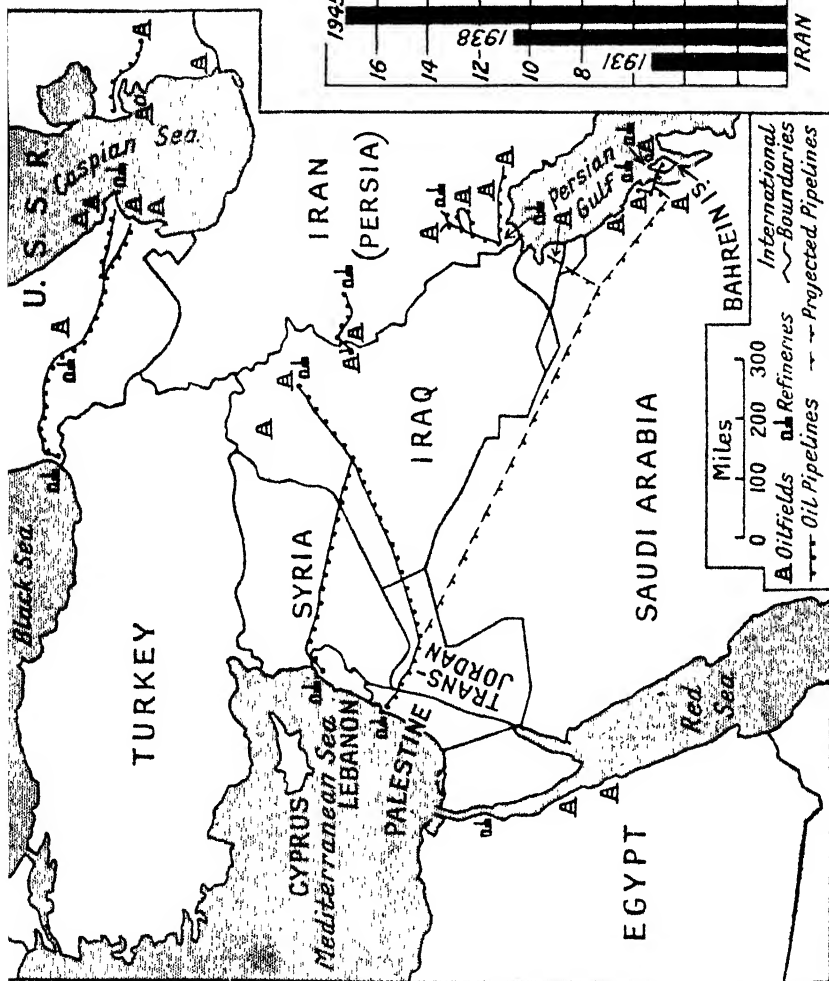 U. S. S. R.
Caspian
Sea
Black Sea
TURKEY
IRAN
(PERSIA)
SYRIA
IRAQ
CYPRUS
Mediterranean Sea
LEBANON
PALESTINE
TRANS-
JORDAN
Persian
Gulf
BAHREIN IS.
EGYPT
Red
Sea
SAUDI ARABIA
Miles
0 100 200 300
Oilfields Refineries International Boundaries
Oil Pipelines Projected Pipelines
16
14
12
10
8
1945
1938
1931
IRAN